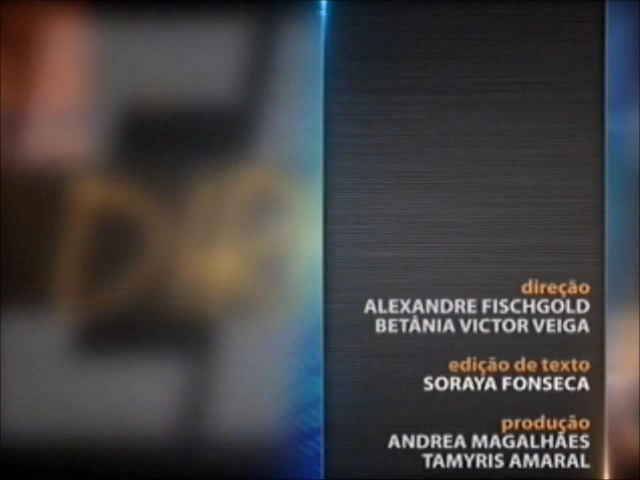 direção
ALEXANDRE FISCHGOLD
BETÂNIA VICTOR VEIGA
edição de texto
SORAYA FONSECA
produção
ANDREA MAGALHÃES
TAMYRIS AMARAL